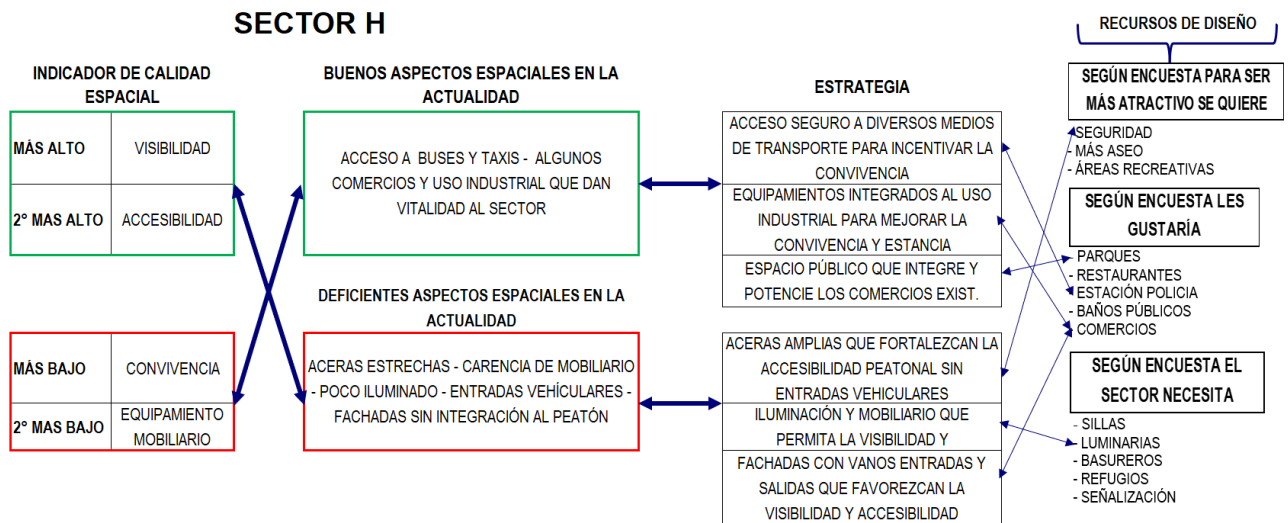 SECTOR H
RECURSOS DE DISEÑO
INDICADOR DE CALIDAD
ESPACIAL
MÁS ALTO
VISIBILIDAD
2° MAS ALTO
ACCESIBILIDAD
MÁS BAJO
CONVIVENCIA
2° MAS BAJO
EQUIPAMIENTO
MOBILIARIO
BUENOS ASPECTOS ESPACIALES EN LA
ACTUALIDAD
ACCESO A BUSES Y TAXIS - ALGUNOS
COMERCIOS Y USO INDUSTRIAL QUE DAN
VITALIDAD AL SECTOR
DEFICIENTES ASPECTOS ESPACIALES EN LA
ACTUALIDAD
ACERAS ESTRECHAS - CARENCIA DE MOBILIARIO
- POCO ILUMINADO - ENTRADAS VEHÍCULARES -
FACHADAS SIN INTEGRACIÓN AL PEATÓN
ESTRATEGIA
ACCESO SEGURO A DIVERSOS MEDIOS
DE TRANSPORTE PARA INCENTIVAR LA
CONVIVENCIA
EQUIPAMIENTOS INTEGRADOS AL USO
INDUSTRIAL PARA MEJORAR LA
CONVIVENCIA Y ESTANCIA
ESPACIO PÚBLICO QUE INTEGRE Y
POTENCIE LOS COMERCIOS EXIST.
ACERAS AMPLIAS QUE FORTALEZCAN LA
ACCESIBILIDAD PEATONAL SIN
ENTRADAS VEHICULARES
ILUMINACIÓN Y MOBILIARIO QUE
PERMITA LA VISIBILIDAD Y
FACHADAS CON VANOS ENTRADAS Y
SALIDAS QUE FAVOREZCAN LA
VISIBILIDAD Y ACCESIBILIDAD
SEGÚN ENCUESTA PARA SER
MÁS ATRACTIVO SE QUIERE
- SEGURIDAD
- MÁS ASEO
- ÁREAS RECREATIVAS
SEGÚN ENCUESTA LES
GUSTARÍA
- PARQUES
- RESTAURANTES
- ESTACIÓN POLICIA
- BAÑOS PÚBLICOS
- COMERCIOS
SEGÚN ENCUESTA EL
SECTOR NECESITA
- SILLAS
- LUMINARIAS
- BASUREROS
- REFUGIOS
- SEÑALIZACIÓN